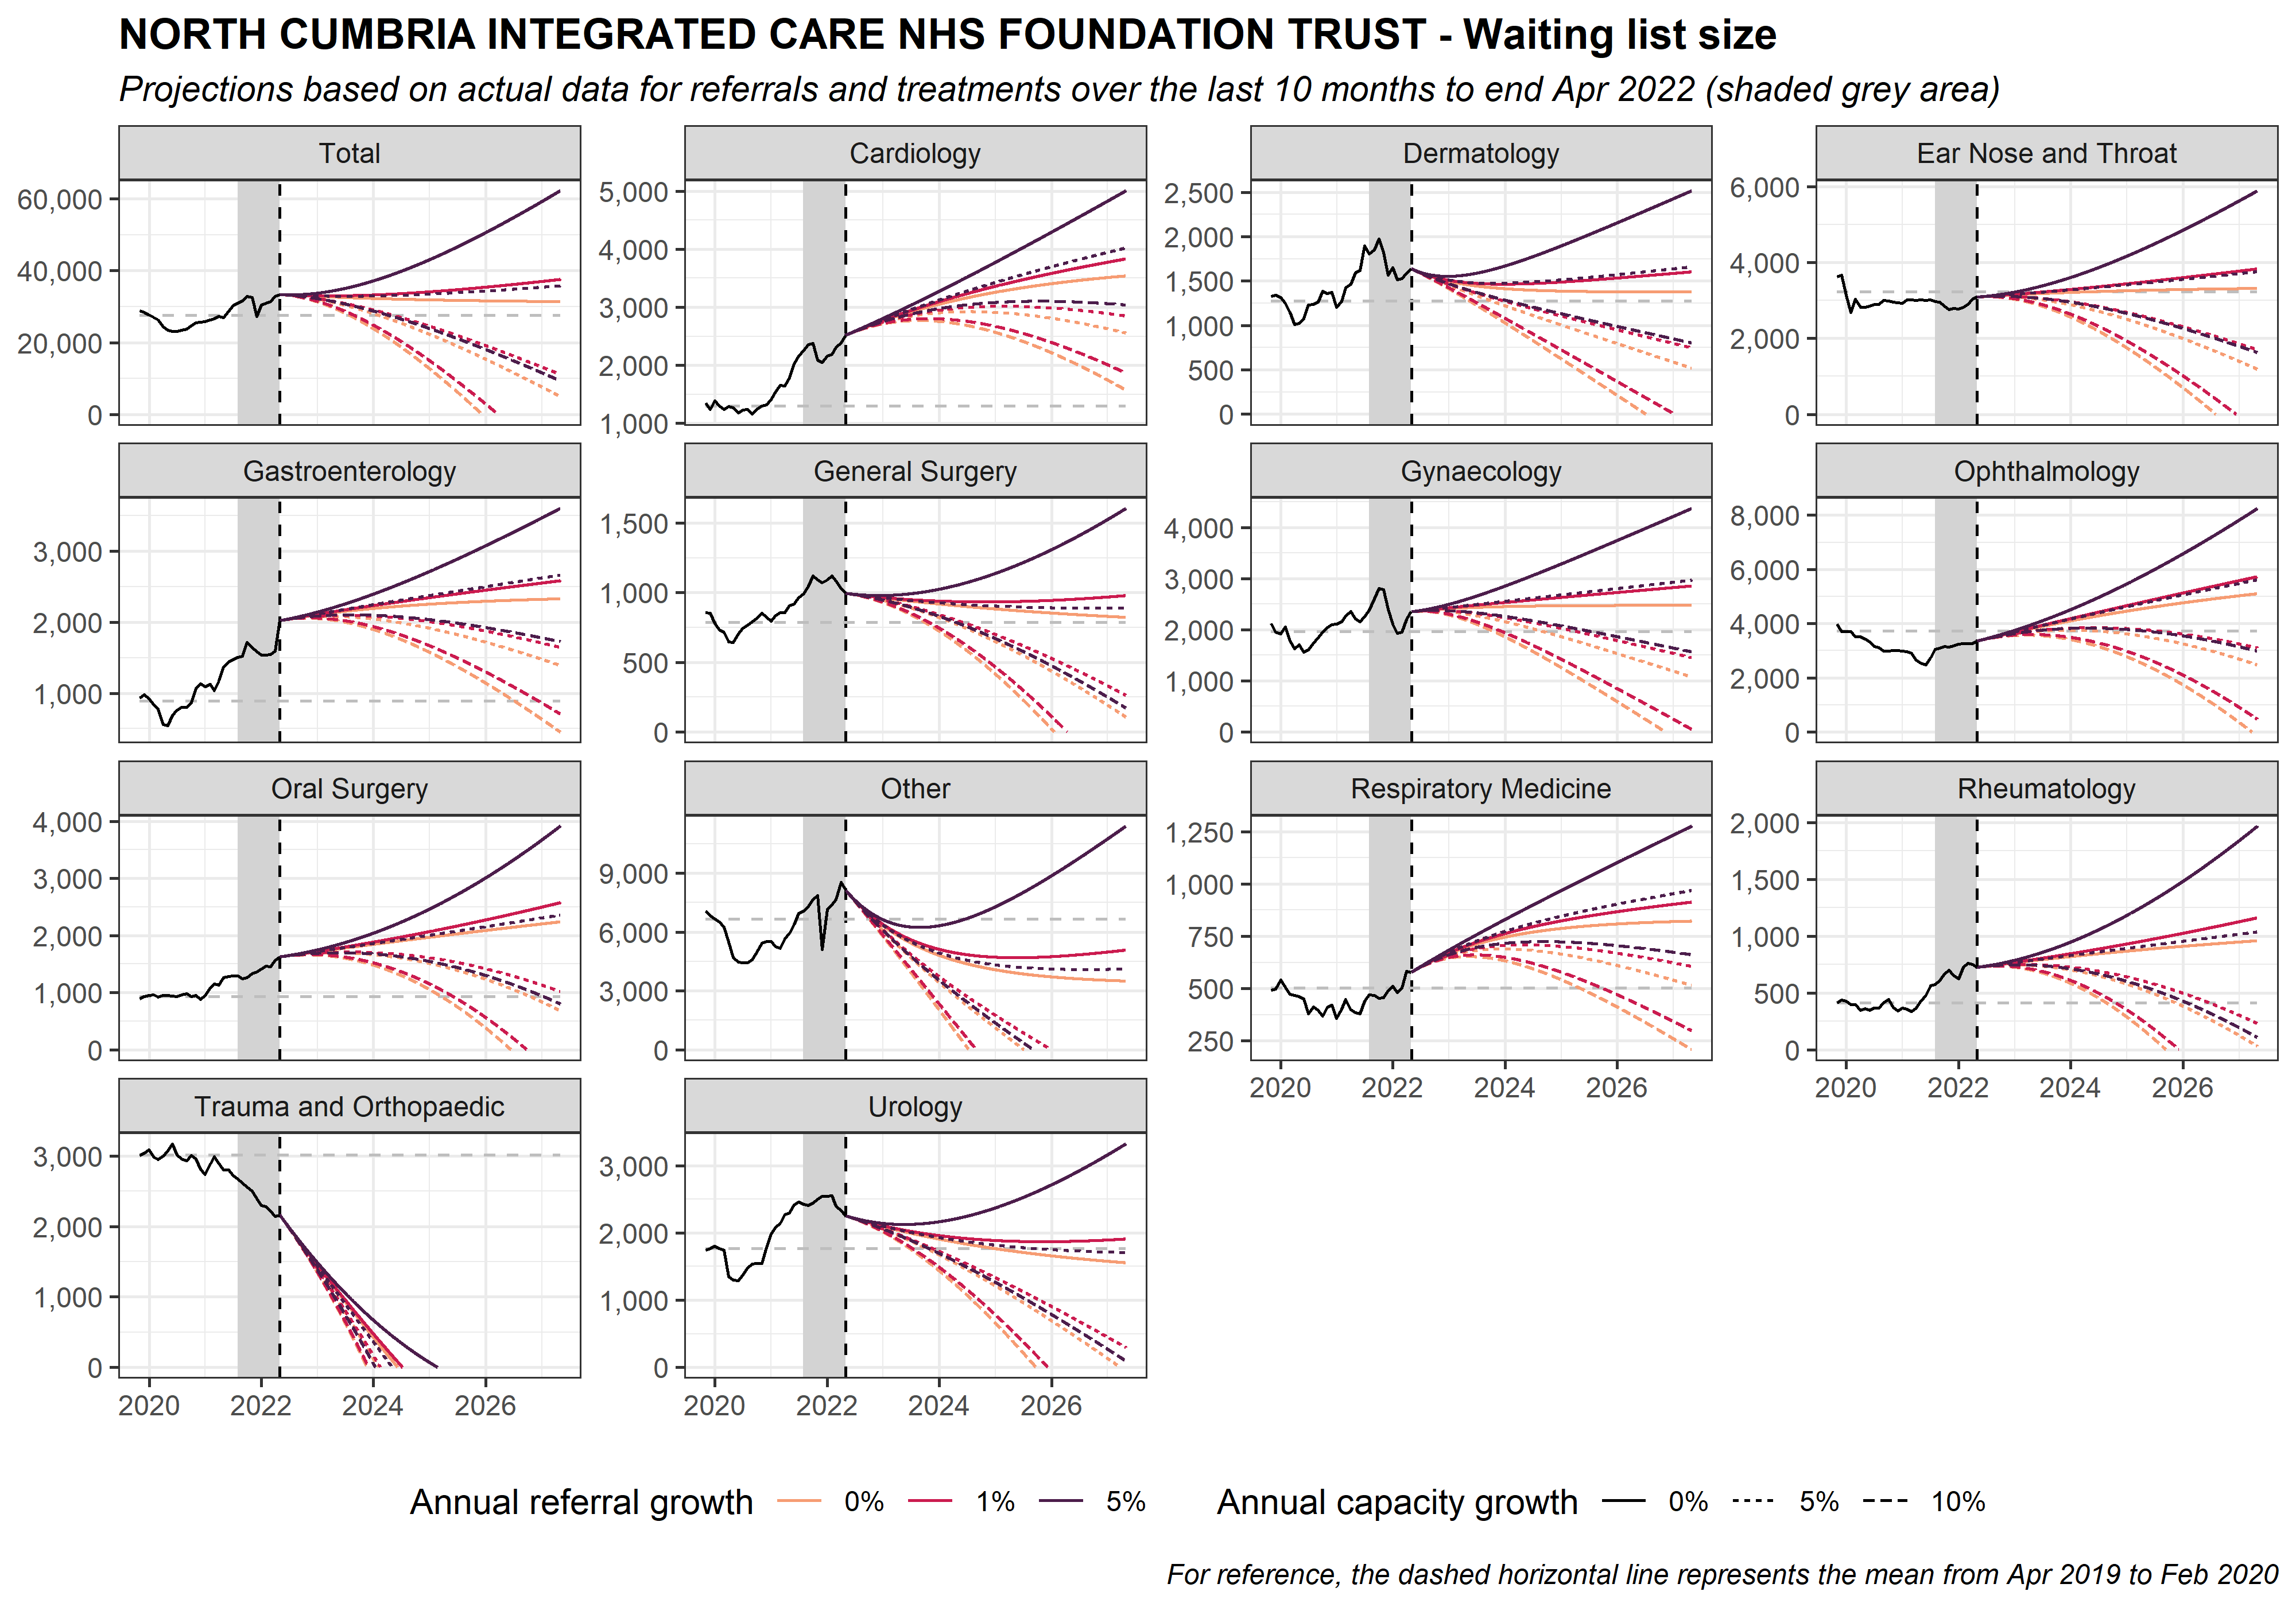 NORTH CUMBRIA INTEGRATED CARE NHS FOUNDATION TRUST - Waiting list size
Projections based on actual data for referrals and treatments over the last 10 months to end Apr 2022 (shaded grey area)
Total
60,000
40,000
20,000
0
Cardiology
5,000
4,000
3,000
2,000
1,000
Dermatology
2,500
2,000
1,500
1,000
500
0
Ear Nose and Throat
6,000
4,000
2,000
0
Gastroenterology
3,000
2,000
1,000
General Surgery
1,500
1,000
500
0
Gynaecology
4,000
3,000
2,000
1,000
0
Ophthalmology
8,000
6,000
4,000
2,000
0
Oral Surgery
4,000
3,000
2,000
1,000
0
Other
9,000
6,000
3,000
0
Respiratory Medicine
1,250
1,000
750
500
250
2020 2022 2024 2026
Rheumatology
2,000
1,500
1,000
500
0
2020 2022 2024 2026
Trauma and Orthopaedic
3,000
2,000
1,000
0
2020 2022 2024 2026
Urology
3,000
2,000
1,000
0
2020 2022 2024 2026
Annual referral growth 0% 1% 5%
Annual capacity growth 0% 5% 10%
For reference, the dashed horizontal line represents the mean from Apr 2019 to Feb 2020